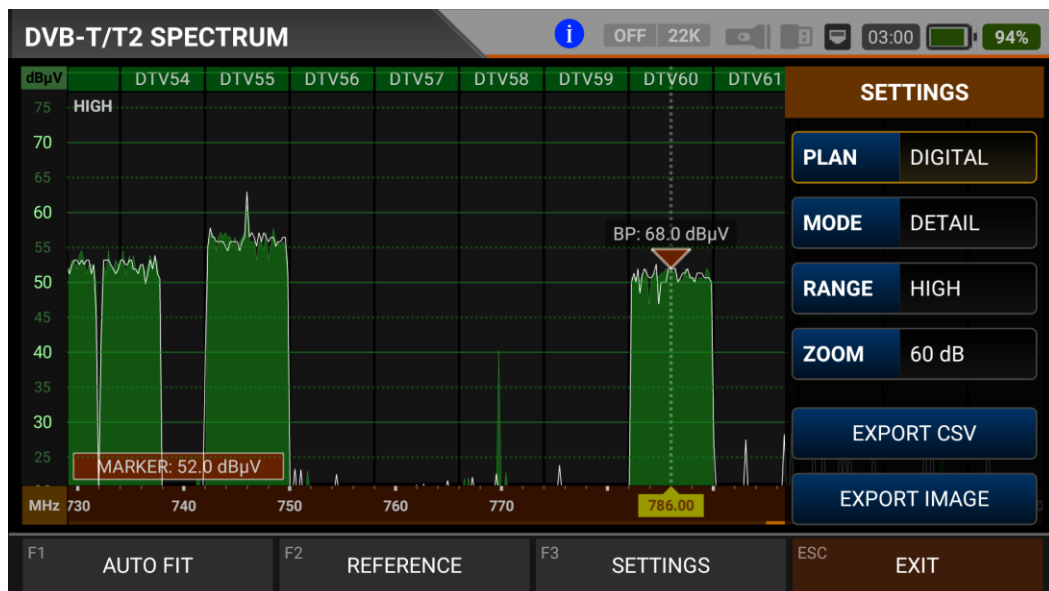 DVB-T/T2 SPECTRUM
i
OFF 22K
03:00
94%
dBµV DTV54 DTV55 DTV56 DTV57 DTV58 DTV59 DTV60 DTV61
75 HIGH
70
65
60
55
50
45
40
35
30
25
BP: 68.0 dBµV
MARKER: 52.0 dBµV
MHz 730 740 750 760 770 786.00
SETTINGS
PLAN DIGITAL
MODE DETAIL
RANGE HIGH
ZOOM 60 dB
EXPORT CSV
EXPORT IMAGE
F1 AUTO FIT
F2 REFERENCE
F3 SETTINGS
ESC EXIT